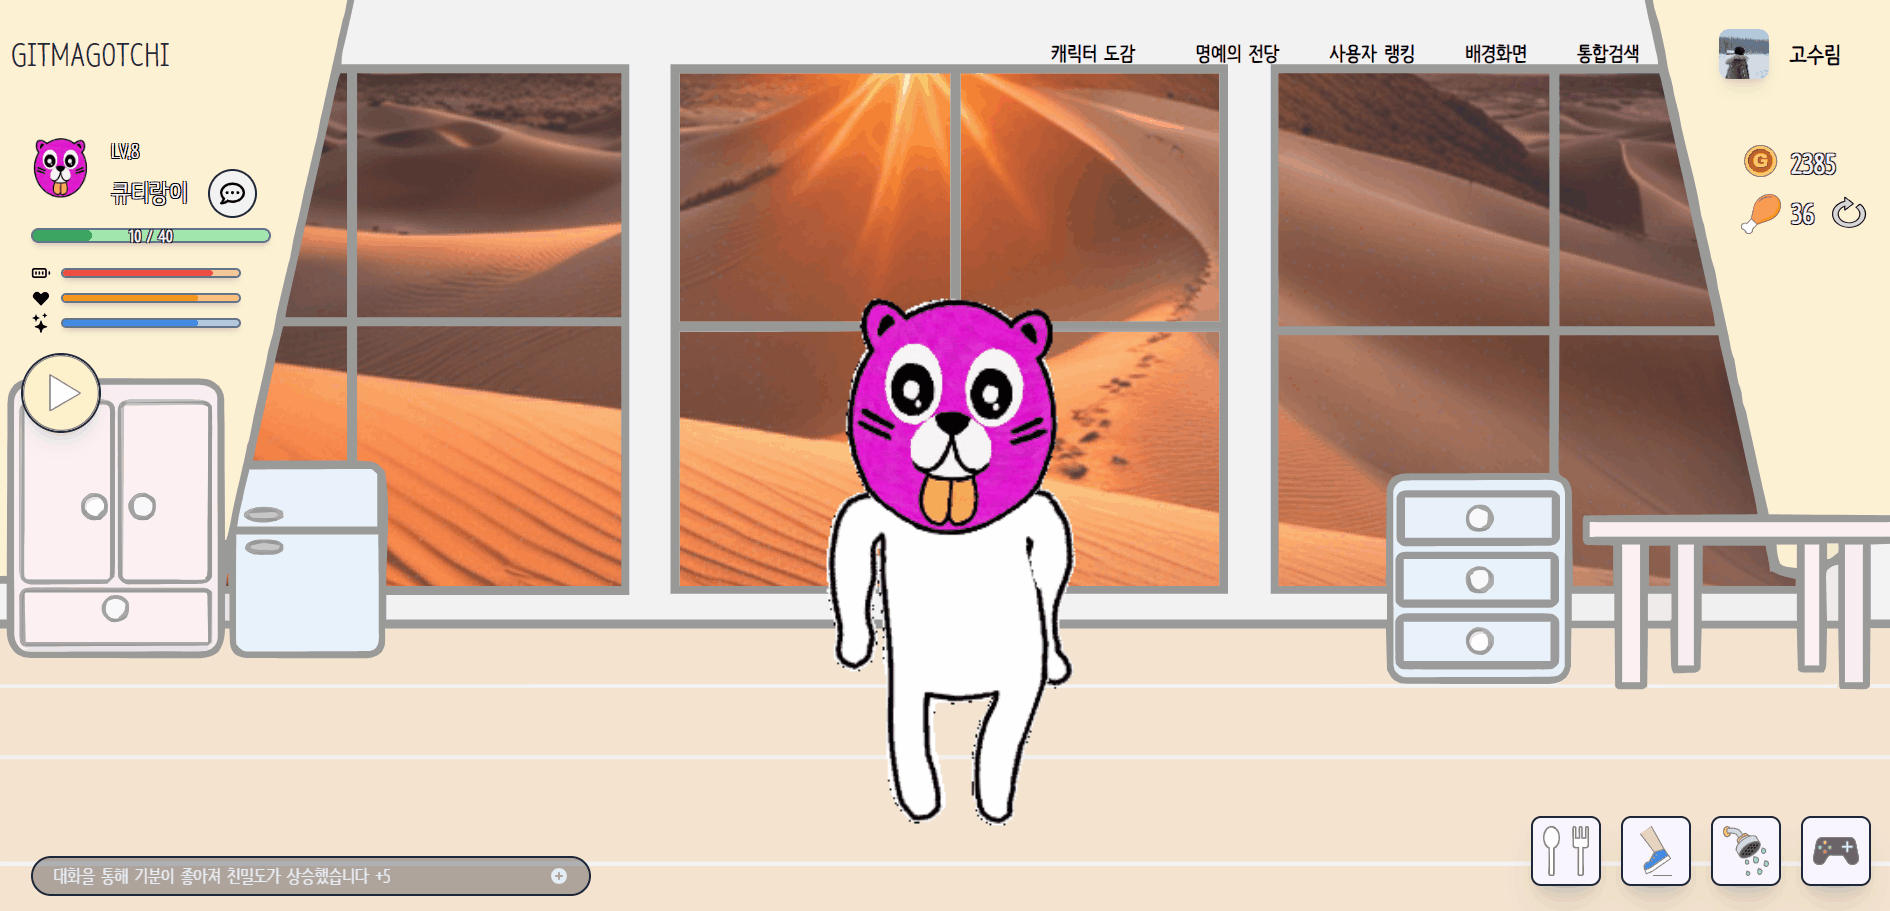 GITMAGOTCHI
캐릭터 도감
명예의 전당
사용자 랭킹
배경화면
통합검색
고수림
LV.8
큐티랑이
10 / 40
G 2385
36
대화을 통해 기분이 좋아져 친밀도가 상승했습니다 +5